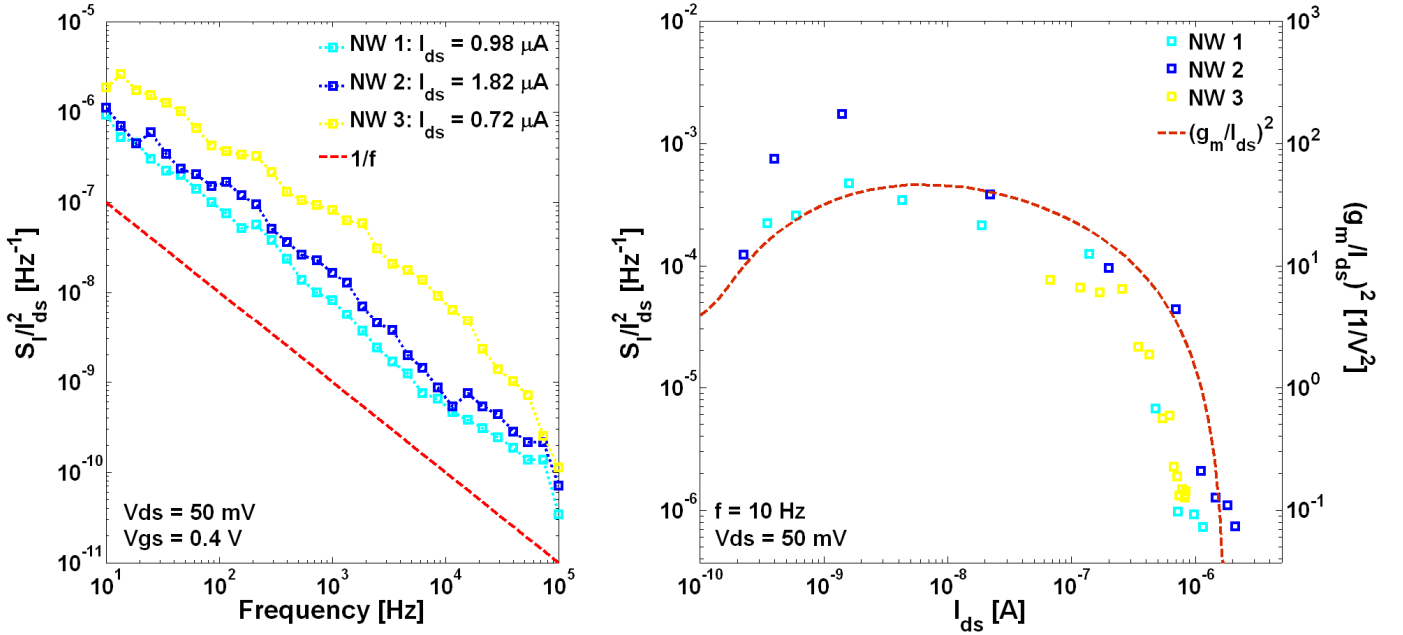 10^-5
10^-6
10^-7
10^-8
10^-9
10^-10
10^-11
S_I/I^2_ds [Hz^-1]
NW 1: I_ds = 0.98 μA
NW 2: I_ds = 1.82 μA
NW 3: I_ds = 0.72 μA
1/f
Vds = 50 mV
Vgs = 0.4 V
10^1 10^2 10^3 10^4 10^5
Frequency [Hz]
10^-2
10^-3
10^-4
10^-5
10^-6
S_I/I^2_ds [Hz^-1]
NW 1
NW 2
NW 3
(g_m/I_ds)^2
f = 10 Hz
Vds = 50 mV
10^-10 10^-9 10^-8 10^-7 10^-6
I_ds [A]
10^3
10^2
10^1
10^0
10^-1
(g_m/I_ds)^2 [1/V^2]